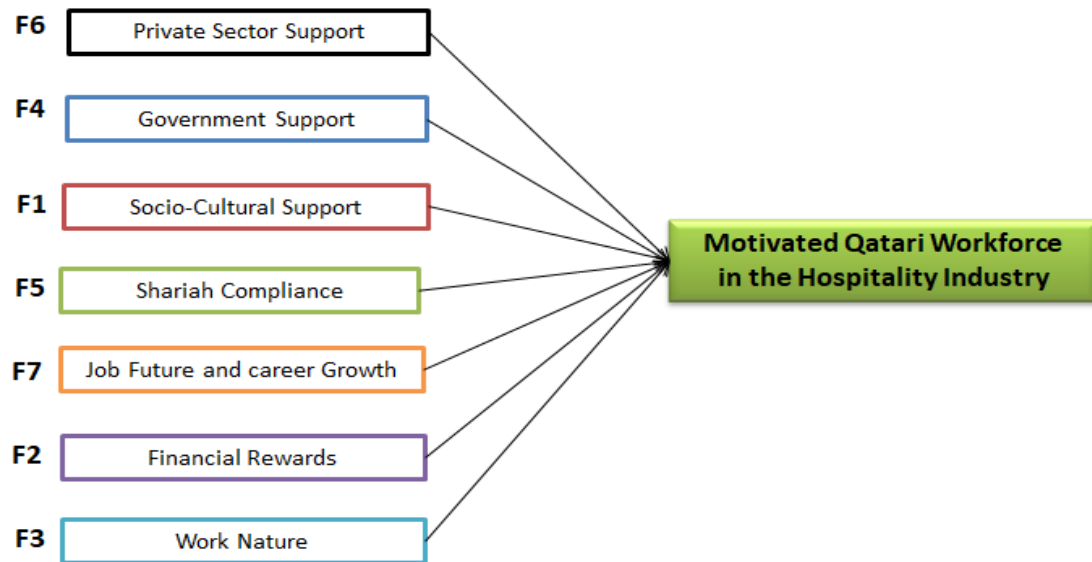 F6 Private Sector Support
F4 Government Support
F1 Socio-Cultural Support
F5 Shariah Compliance
F7 Job Future and career Growth
F2 Financial Rewards
F3 Work Nature
Motivated Qatari Workforce
in the Hospitality Industry